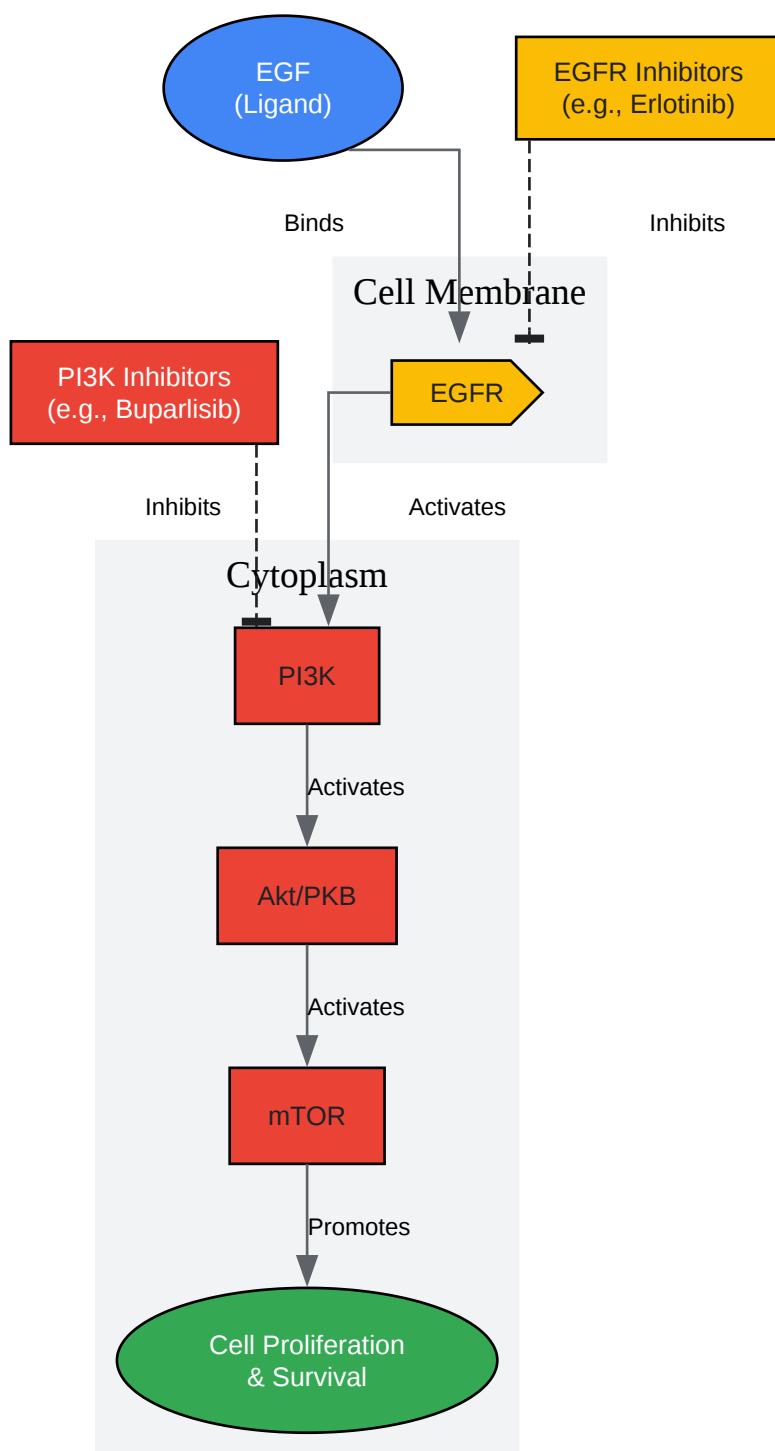 EGF
(Ligand)
EGFR Inhibitors
(e.g., Erlotinib)
Binds
Inhibits
Cell Membrane
PI3K Inhibitors
(e.g., Buparlisib)
EGFR
Inhibits
Activates
Cytoplasm
PI3K
Activates
Akt/PKB
Activates
mTOR
Promotes
Cell Proliferation
& Survival